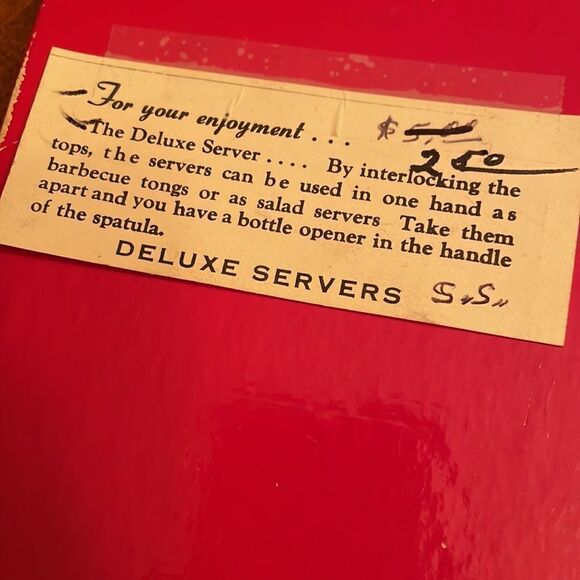 For your enjoyment . . . $ 5.00
The Deluxe Server . . . . By interlocking the 2 50
tops, the servers can be used in one hand as
barbecue tongs or as salad servers Take them
apart and you have a bottle opener in the handle
of the spatula.
DELUXE SERVERS S.S.